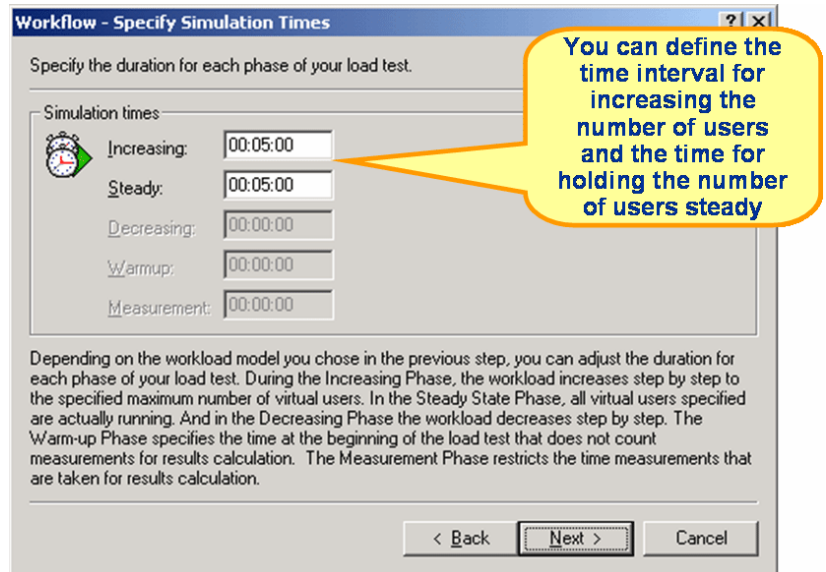 Workflow - Specify Simulation Times
Specify the duration for each phase of your load test.
You can define the
time interval for
increasing the
number of users
and the time for
holding the number
of users steady
Simulation times
Increasing: 00:05:00
Steady: 00:05:00
Decreasing: 00:00:00
Warmup: 00:00:00
Measurement: 00:00:00
Depending on the workload model you chose in the previous step, you can adjust the duration for
each phase of your load test. During the Increasing Phase, the workload increases step by step to
the specified maximum number of virtual users. In the Steady State Phase, all virtual users specified
are actually running. And in the Decreasing Phase the workload decreases step by step. The
Warm-up Phase specifies the time at the beginning of the load test that does not count
measurements for results calculation. The Measurement Phase restricts the time measurements that
are taken for results calculation.
< Back Next > Cancel